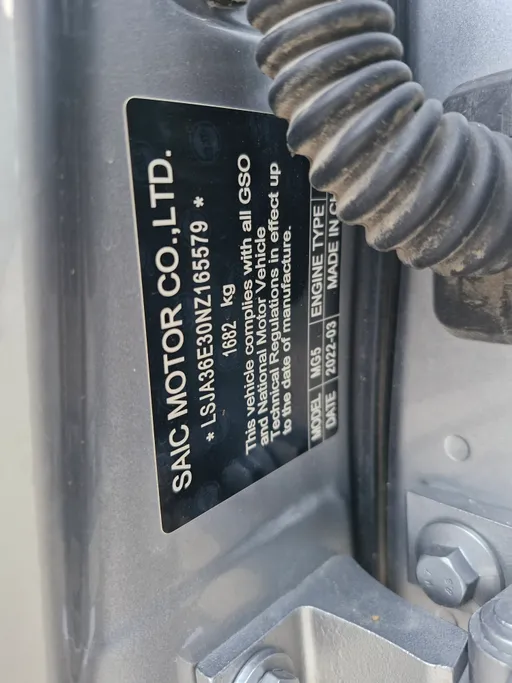 SAIC MOTOR CO.,LTD.
* LSJA36E30NZ165579 *
1682 kg
This vehicle complies with all GSO
and National Motor Vehicle
Technical Regulations in effect up
to the date of manufacture.
MODEL MG5 ENGINE TYPE
DATE 2022-03 MADE IN CH